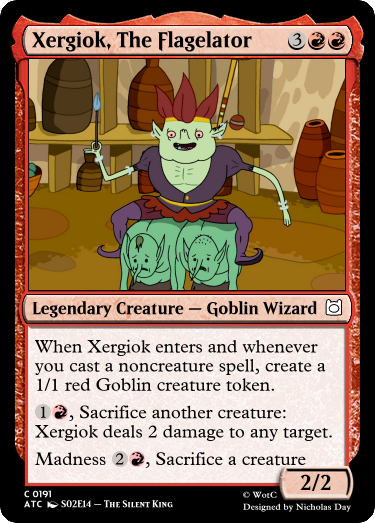 Xergiok, The Flagelator 3
Legendary Creature — Goblin Wizard
When Xergiok enters and whenever
you cast a noncreature spell, create a
1/1 red Goblin creature token.
1 , Sacrifice another creature:
Xergiok deals 2 damage to any target.
Madness 2 , Sacrifice a creature
2/2
C 0191
ATC S02E14 – The Silent King
© WotC
Designed by Nicholas Day